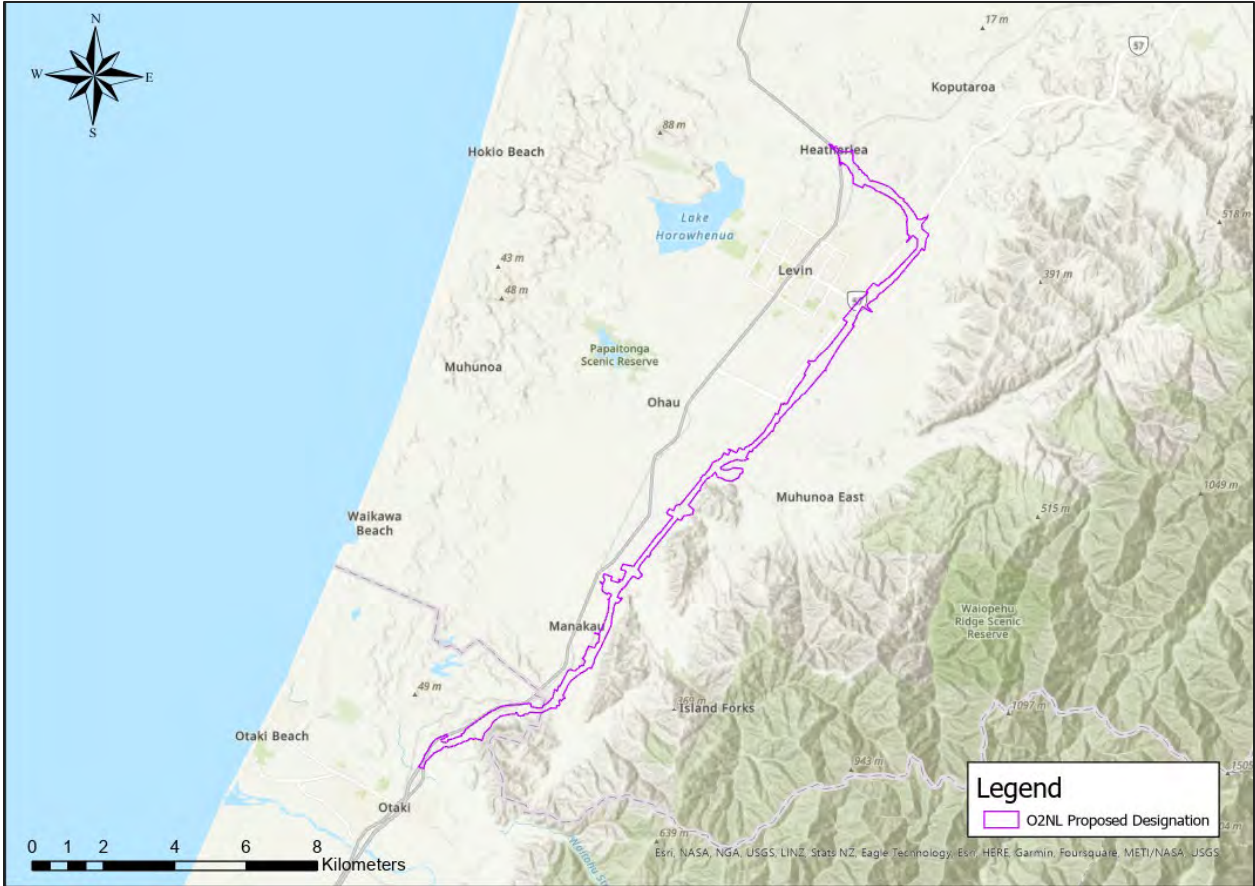 N
W
E
S
17 m
57
Koputaroa
88 m
Hokio Beach
Heatherlea
Lake
Horowhenua
518 m
43 m
Levin
391 m
48 m
57
Papaitonga
Scenic Reserve
Muhunoa
Ohau
1049 m
Muhunoa East
515 m
Waikawa
Beach
Waiopehu
Ridge Scenic
Reserve
Manakau
49 m
369 m
Island Forks
1097 m
Otaki Beach
943 m
1505
Legend
O2NL Proposed Designation
Otaki
639 m
04 m
0 1 2 4 6 8
Kilometers
Esri, NASA, NGA, USGS, LINZ, Stats NZ, Eagle Technology, Esri, HERE, Garmin, Foursquare, METI/NASA, USGS